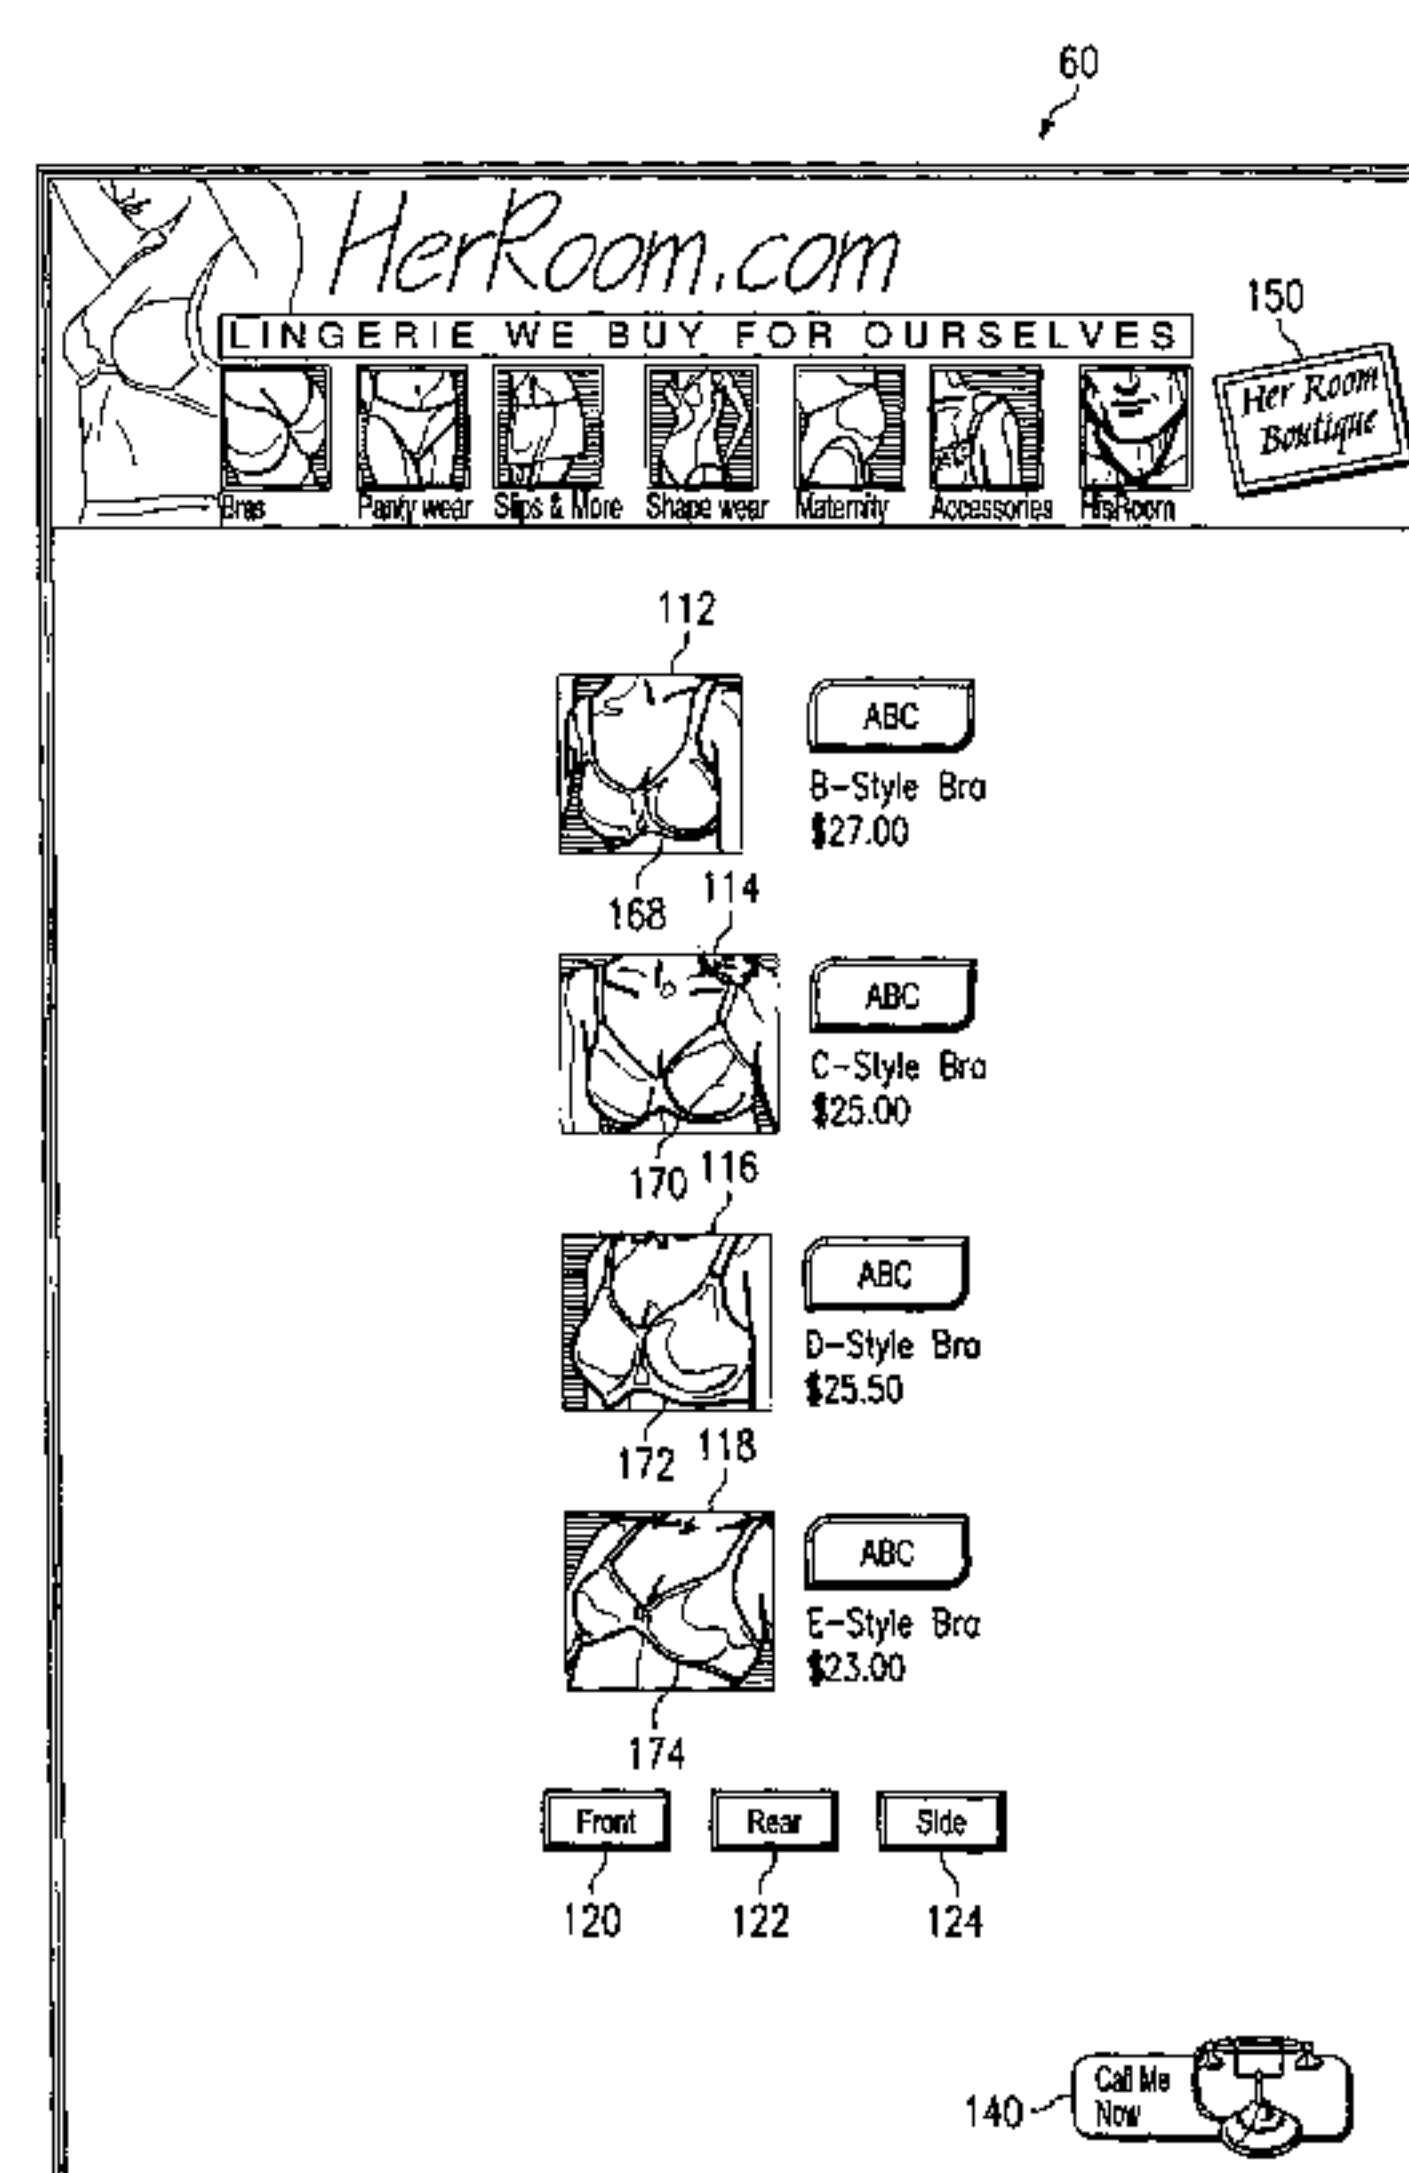 60
HerRoom.com
150
LINGERIE WE BUY FOR OURSELVES
Her Room
Boutique
Bras Panty wear Slips & More Shape wear Maternity Accessories HisRoom
112
ABC
B-Style Bra
$27.00
168 114
ABC
C-Style Bra
$25.00
170 116
ABC
D-Style Bra
$25.50
172 118
ABC
E-Style Bra
$23.00
174
Front Rear Side
120 122 124
Call Me
Now
140